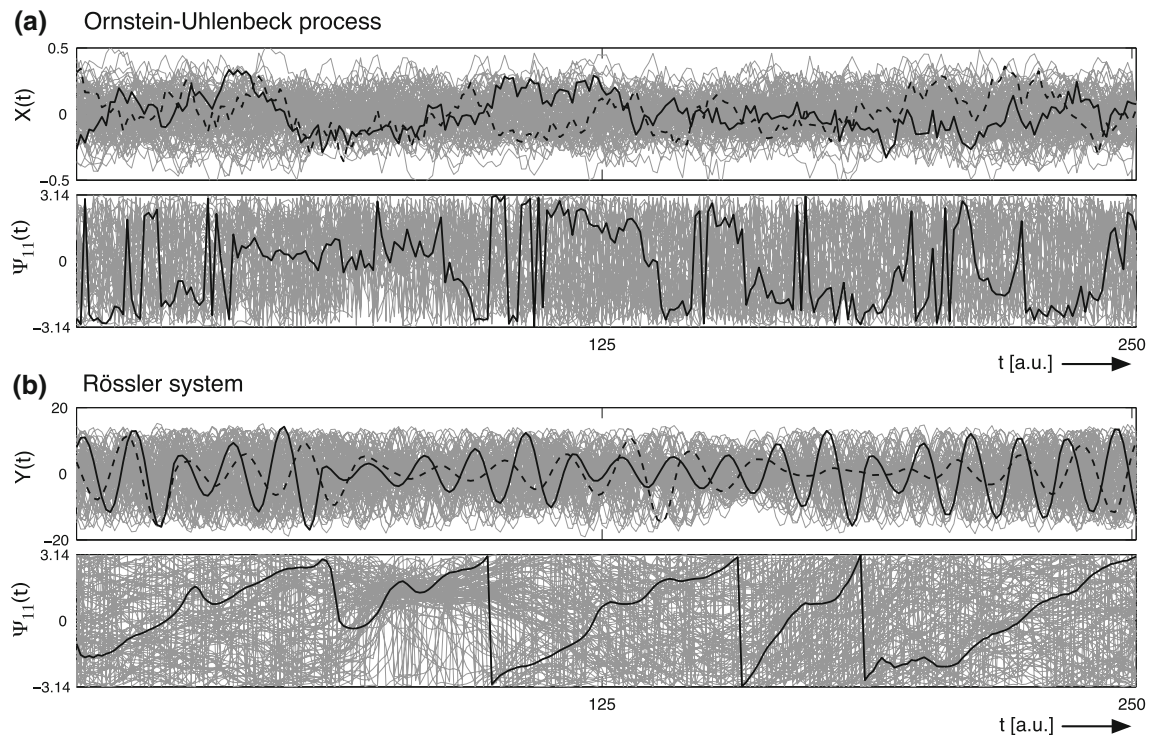 (a) Ornstein-Uhlenbeck process
0.5
X(t)
0
−0.5
3.14
Ψ11(t)
0
−3.14
125
250
t [a.u.]
(b) Rössler system
20
Y(t)
0
−20
3.14
Ψ11(t)
0
−3.14
125
250
t [a.u.]